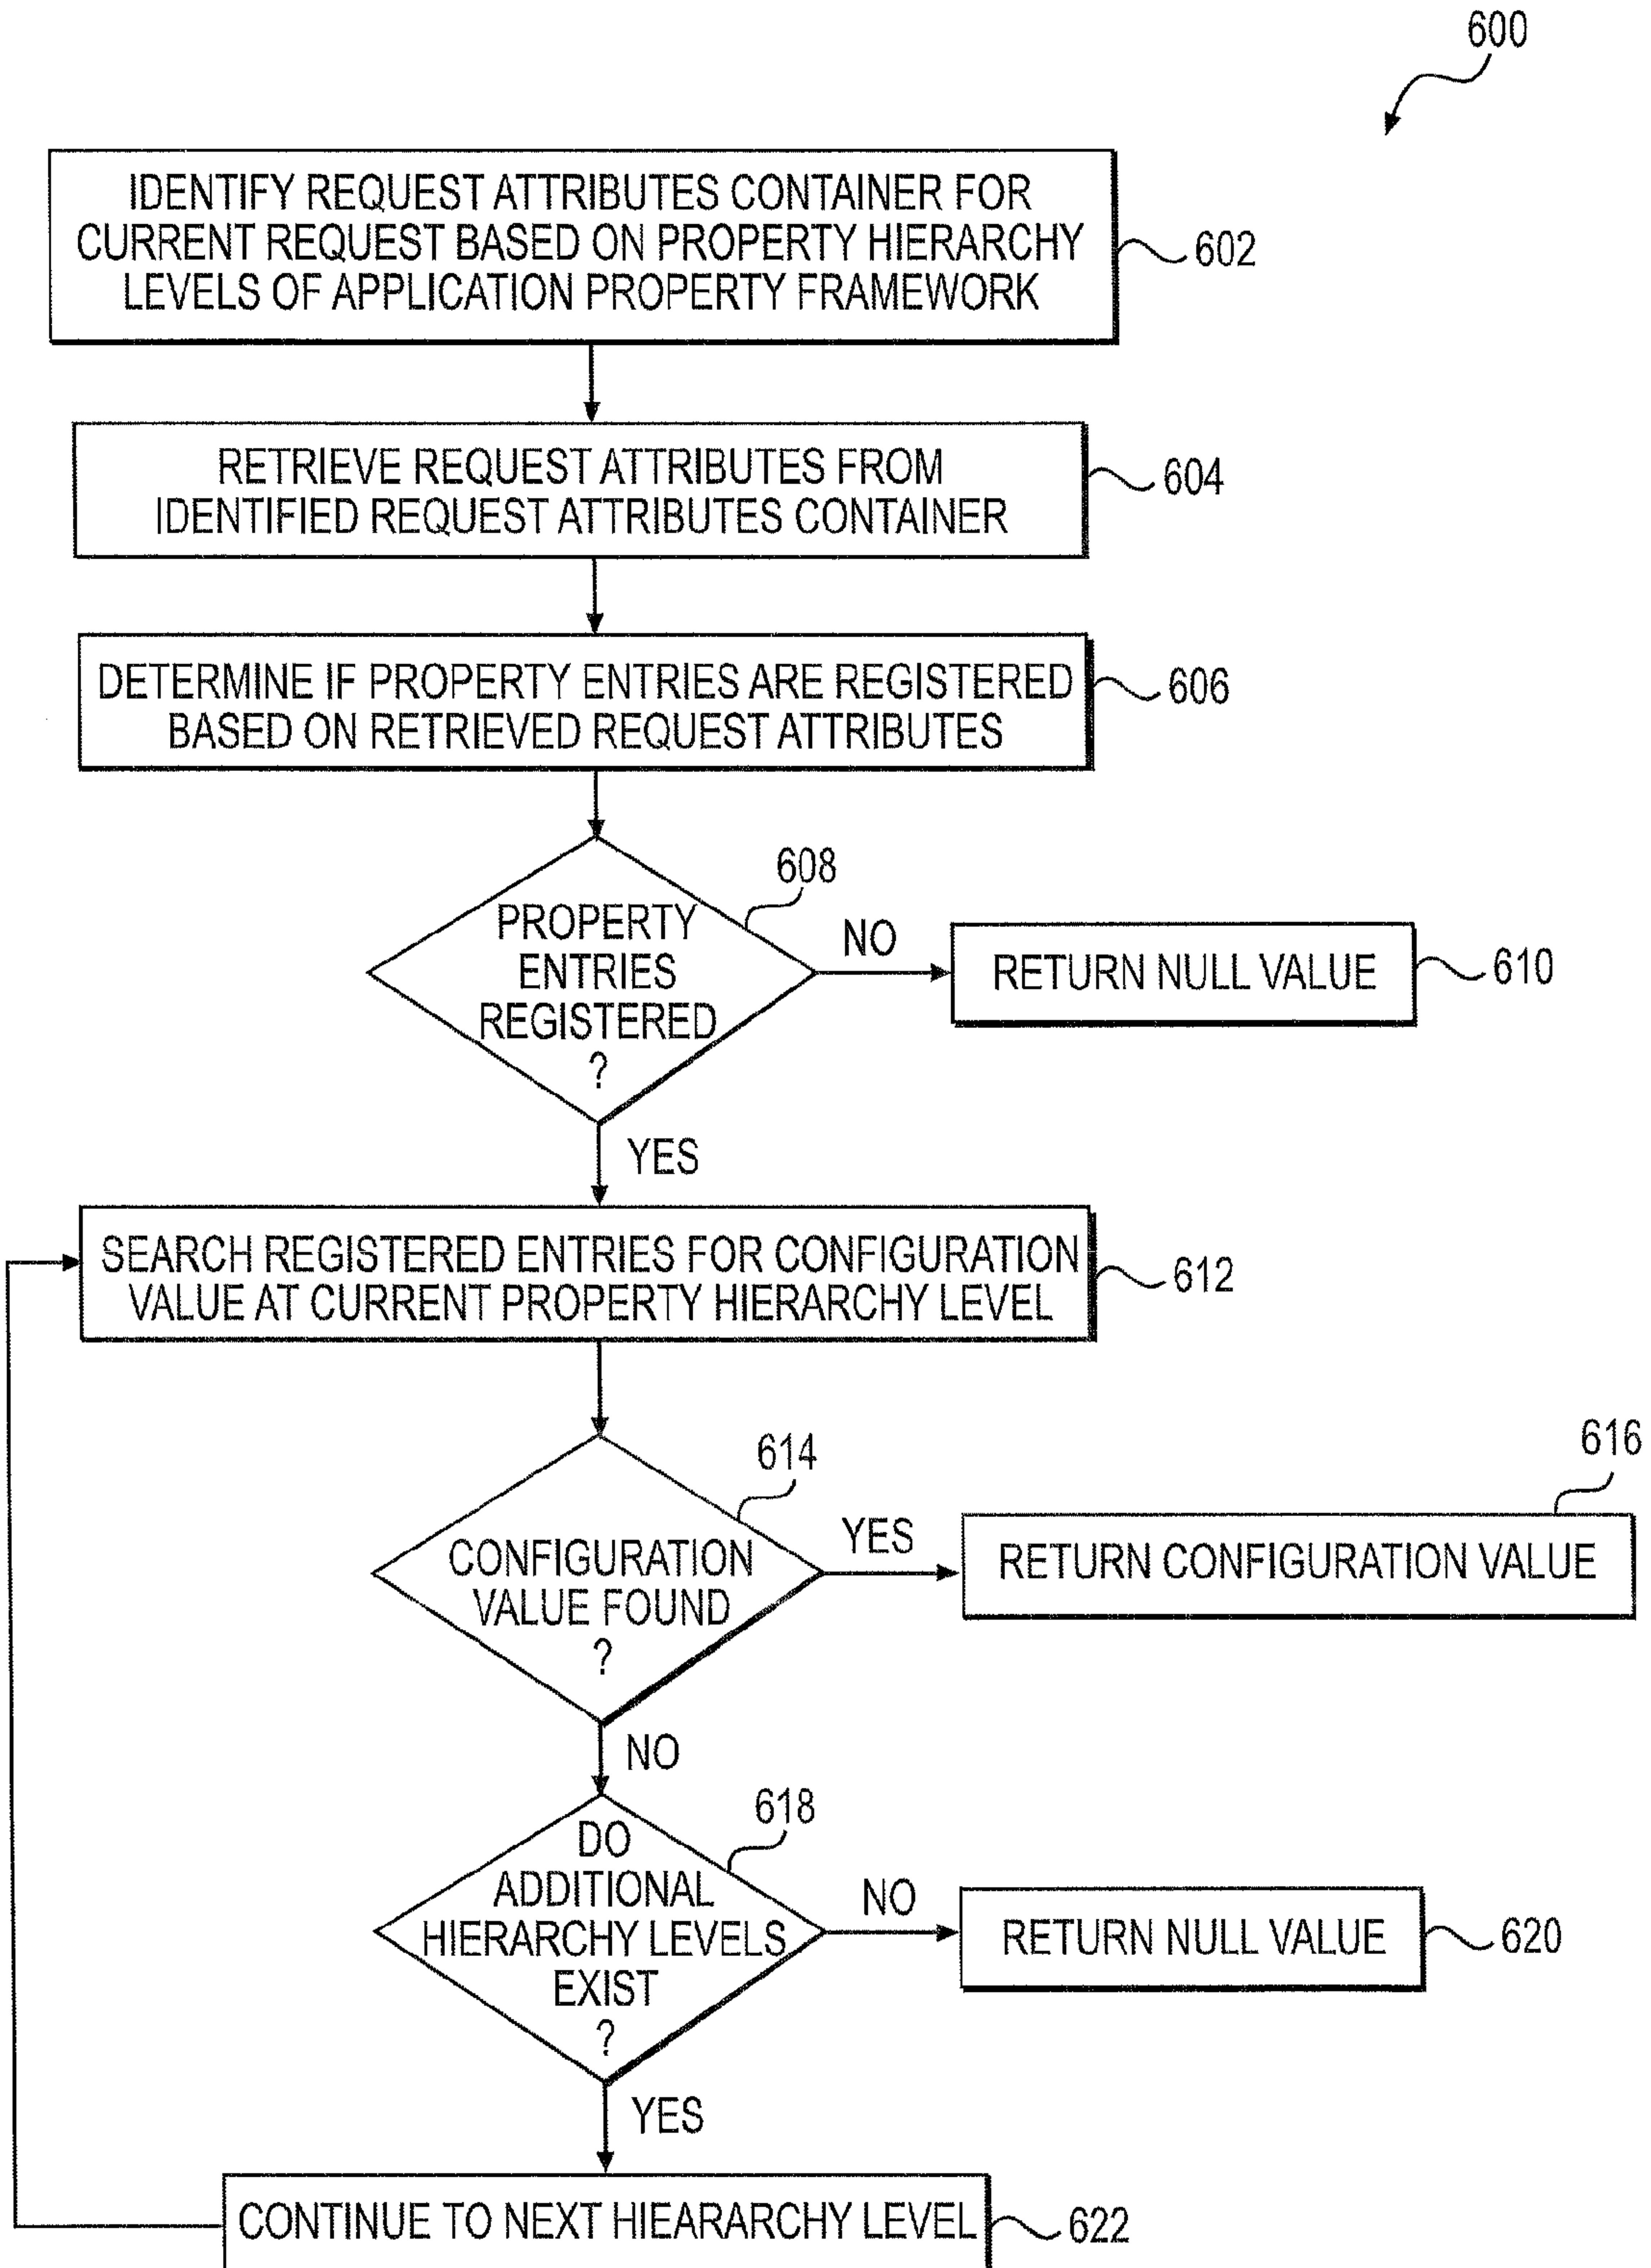 600
IDENTIFY REQUEST ATTRIBUTES CONTAINER FOR
CURRENT REQUEST BASED ON PROPERTY HIERARCHY
LEVELS OF APPLICATION PROPERTY FRAMEWORK
602
RETRIEVE REQUEST ATTRIBUTES FROM
IDENTIFIED REQUEST ATTRIBUTES CONTAINER
604
DETERMINE IF PROPERTY ENTRIES ARE REGISTERED
BASED ON RETRIEVED REQUEST ATTRIBUTES
606
608
PROPERTY
ENTRIES
REGISTERED
?
NO
RETURN NULL VALUE
610
YES
SEARCH REGISTERED ENTRIES FOR CONFIGURATION
VALUE AT CURRENT PROPERTY HIERARCHY LEVEL
612
614
CONFIGURATION
VALUE FOUND
?
YES
616
RETURN CONFIGURATION VALUE
NO
618
DO
ADDITIONAL
HIERARCHY LEVELS
EXIST
?
NO
RETURN NULL VALUE
620
YES
CONTINUE TO NEXT HIEARARCHY LEVEL
622